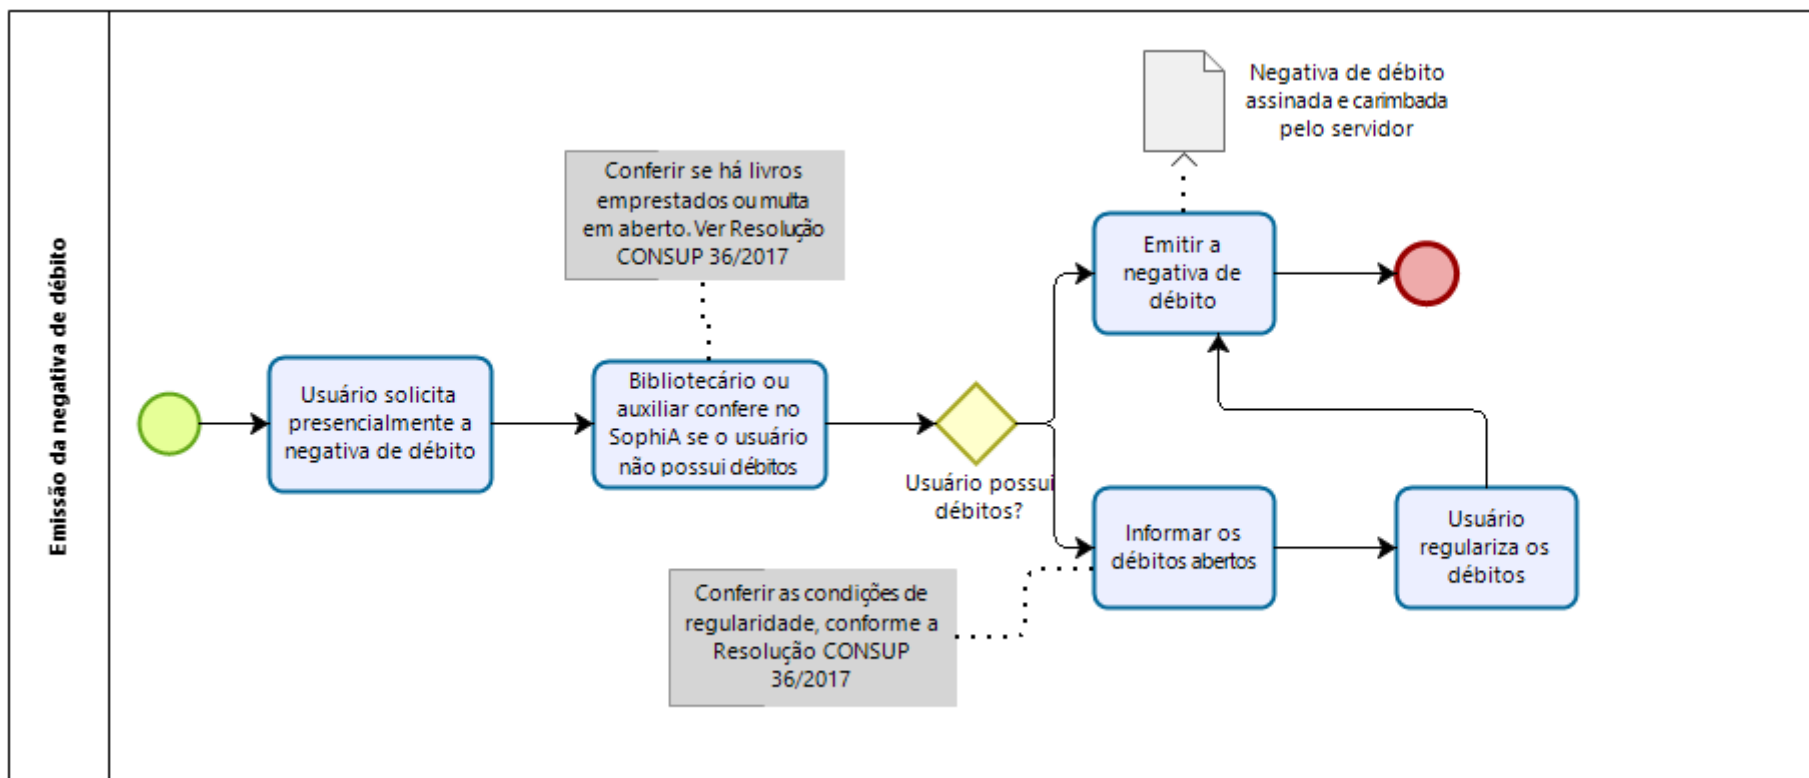 Emissão da negativa de débito
Usuário solicita
presencialmente a
negativa de débito
Conferir se há livros
emprestados ou multa
em aberto. Ver Resolução
CONSUP 36/2017
Bibliotecário ou
auxiliar confere no
SophiA se o usuário
não possui débitos
Usuário possui
débitos?
Negativa de débito
assinada e carimbada
pelo servidor
Emitir a
negativa de
débito
Informar os
débitos abertos
Conferir as condições de
regularidade, conforme a
Resolução CONSUP
36/2017
Usuário
regulariza os
débitos